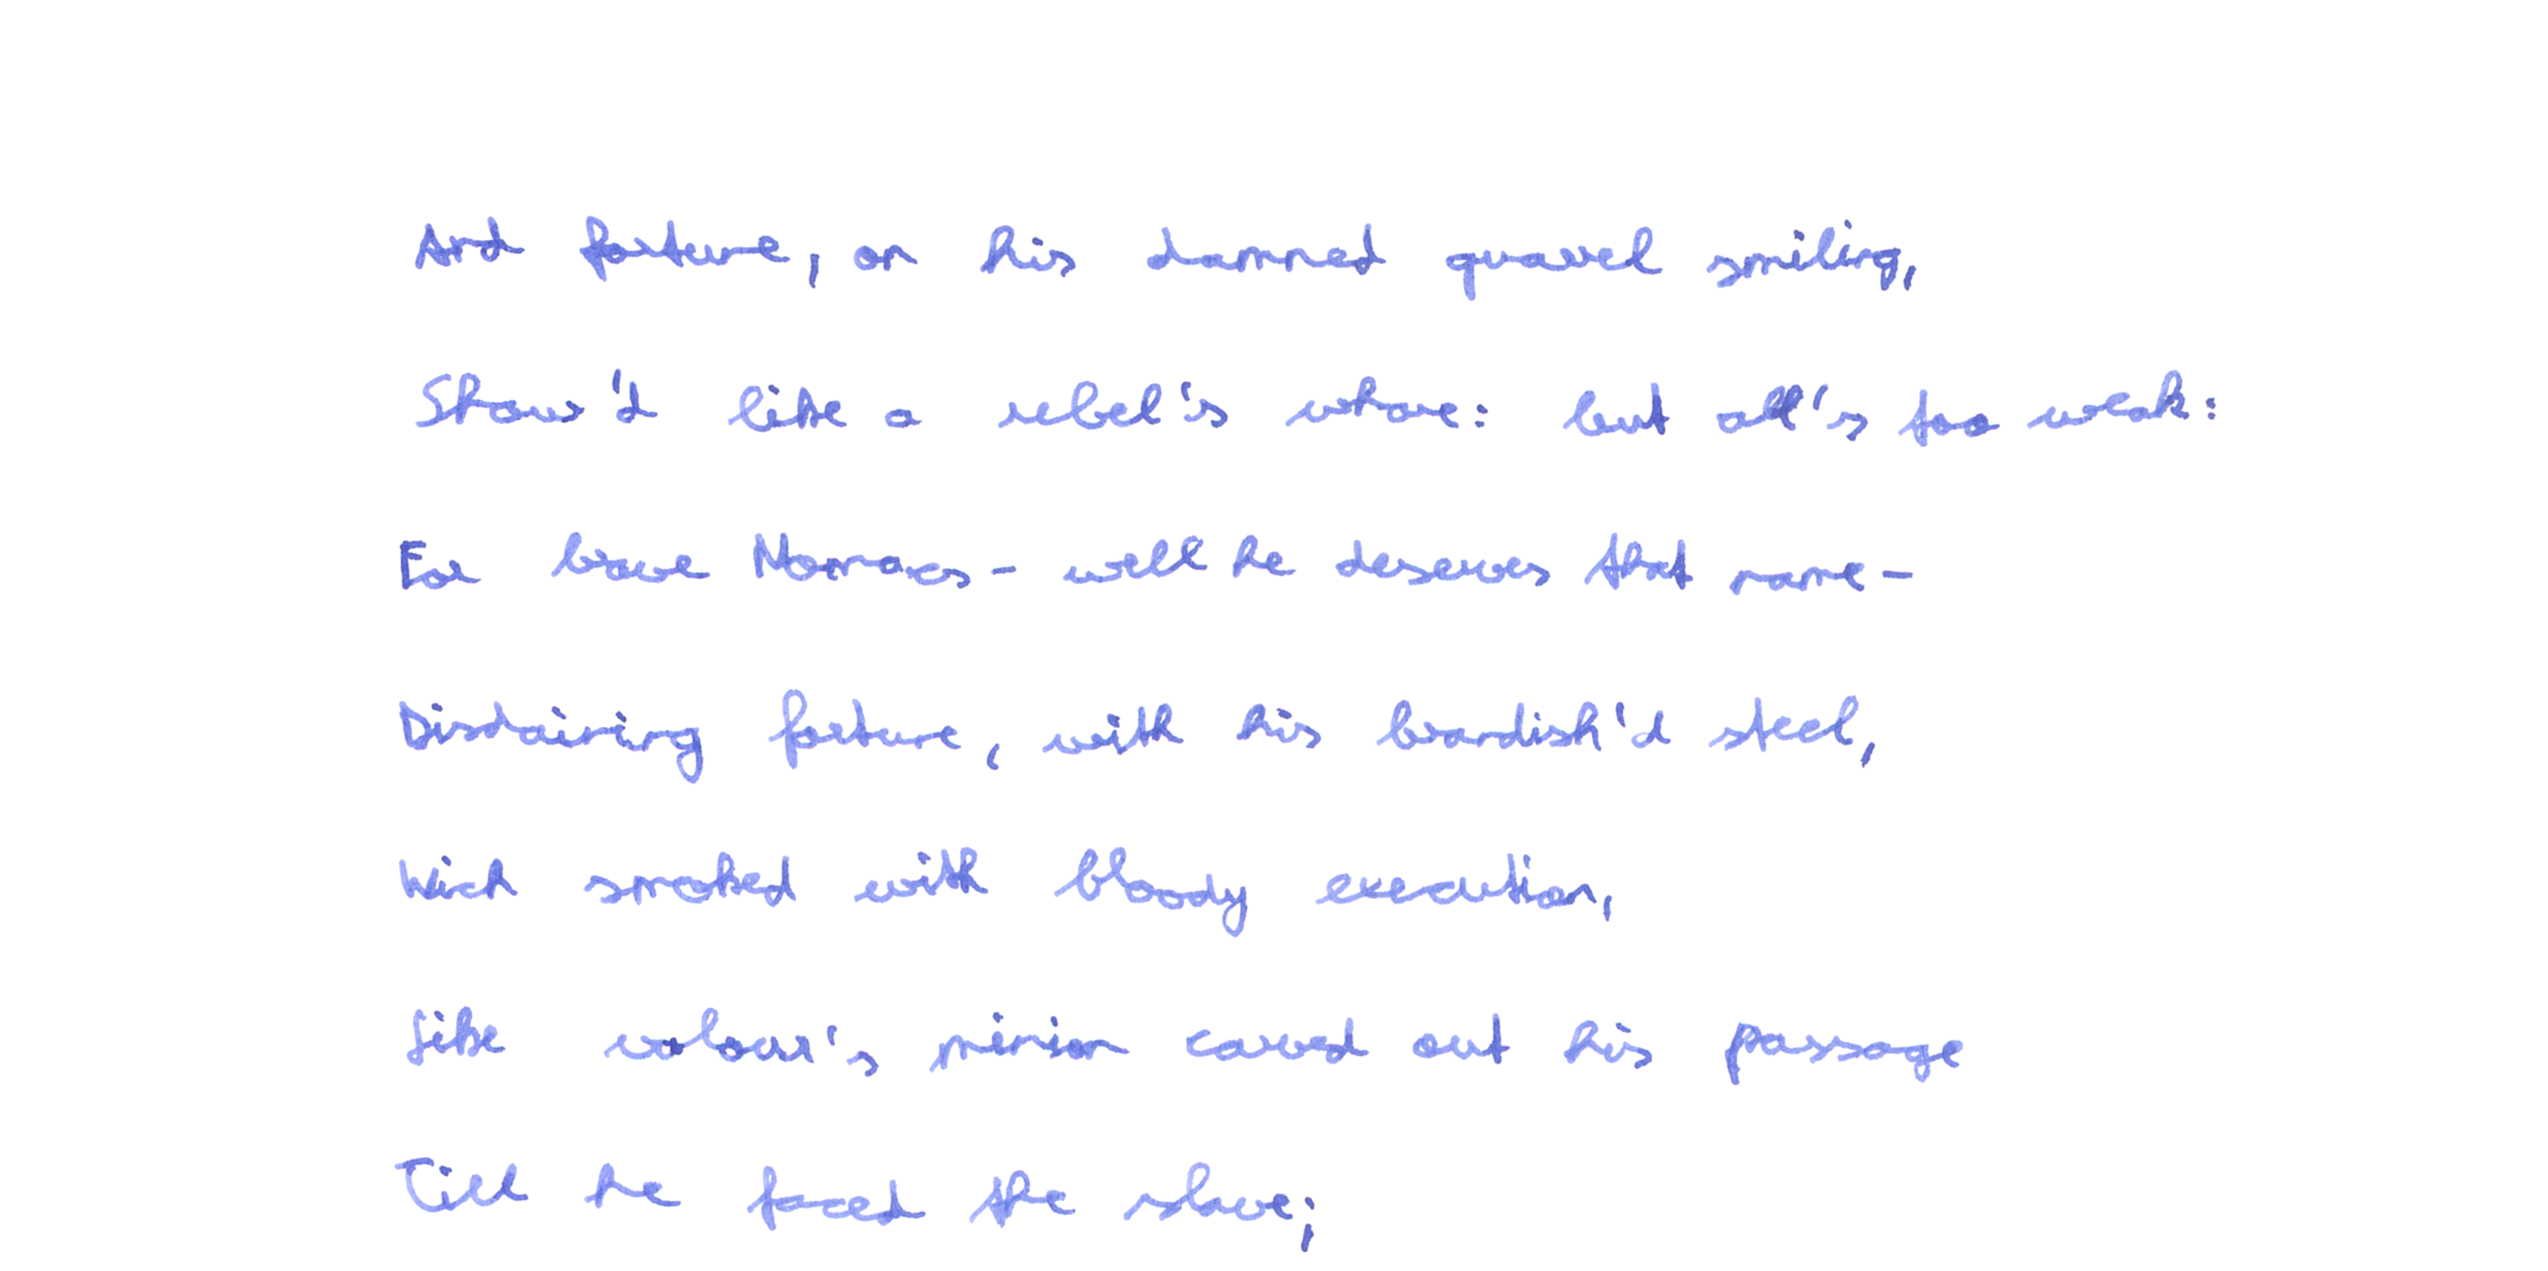 And fortune, on his damned quarrel smiling,
Show'd like a rebel's whore: but all's too weak:
For brave Nomacs - well he deserves that name -
Disdaining fortune, with his brandish'd steel,
Wich smoked with bloody execution,
Like valour's minion carved out his passage
Till he faced the slave;